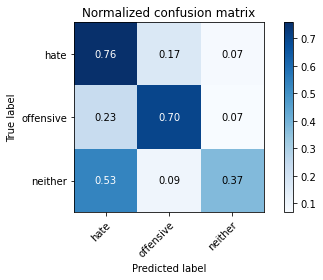 Normalized confusion matrix
True label
hate 0.76 0.17 0.07
offensive 0.23 0.70 0.07
neither 0.53 0.09 0.37
hate offensive neither
Predicted label
0.7
0.6
0.5
0.4
0.3
0.2
0.1